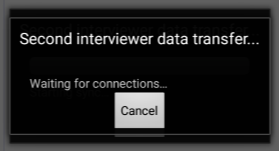 Second interviewer data transfer...
Waiting for connections...
Cancel